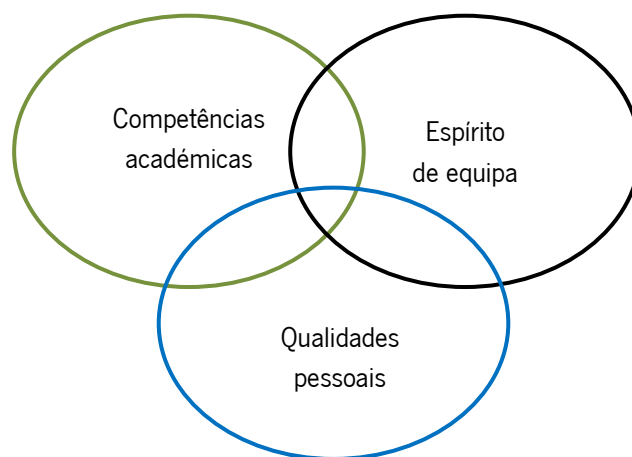 Competências
académicas
Espírito
de equipa
Qualidades
pessoais